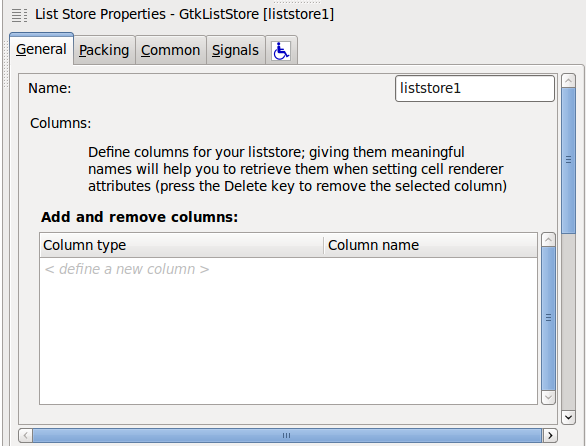 List Store Properties - GtkListStore [liststore1]
General Packing Common Signals
Name: liststore1
Columns:
Define columns for your liststore; giving them meaningful
names will help you to retrieve them when setting cell renderer
attributes (press the Delete key to remove the selected column)
Add and remove columns:
Column type Column name
< define a new column >